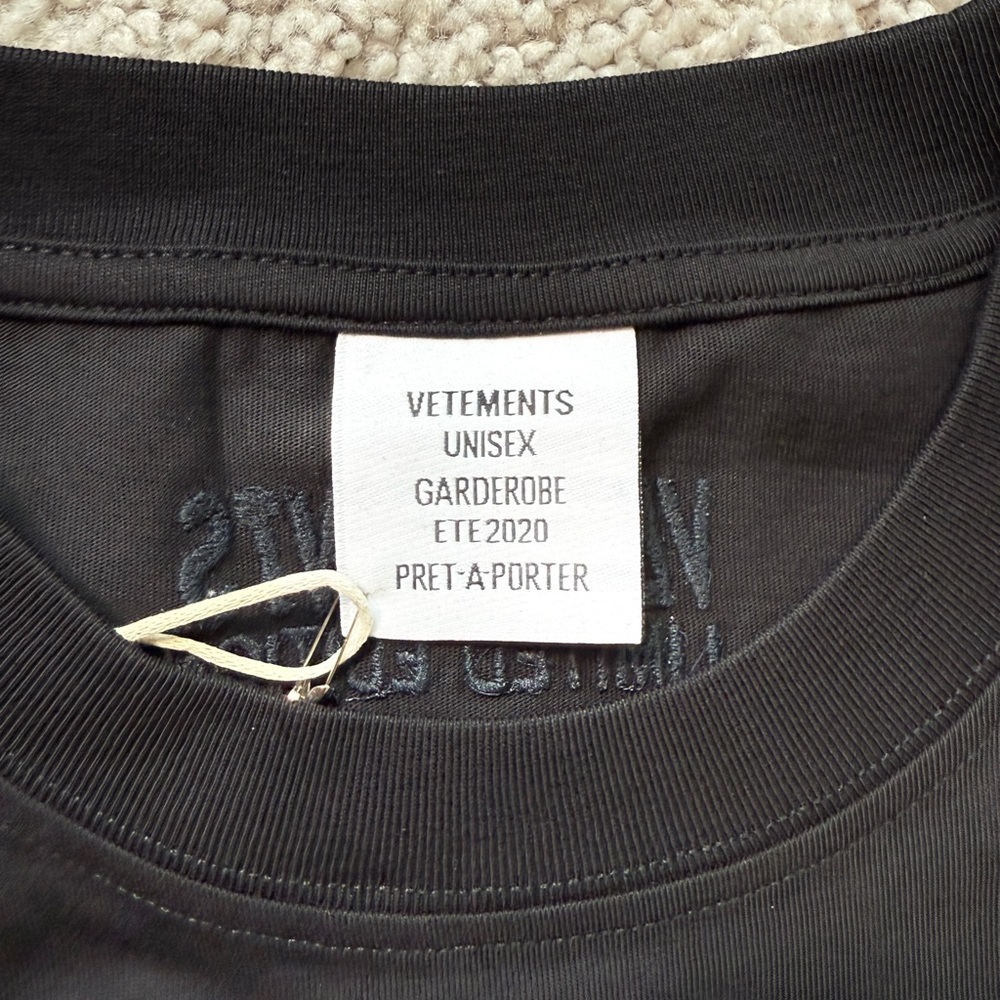 VETEMENTS
UNISEX
GARDEROBE
ETE2020
PRET-A-PORTER